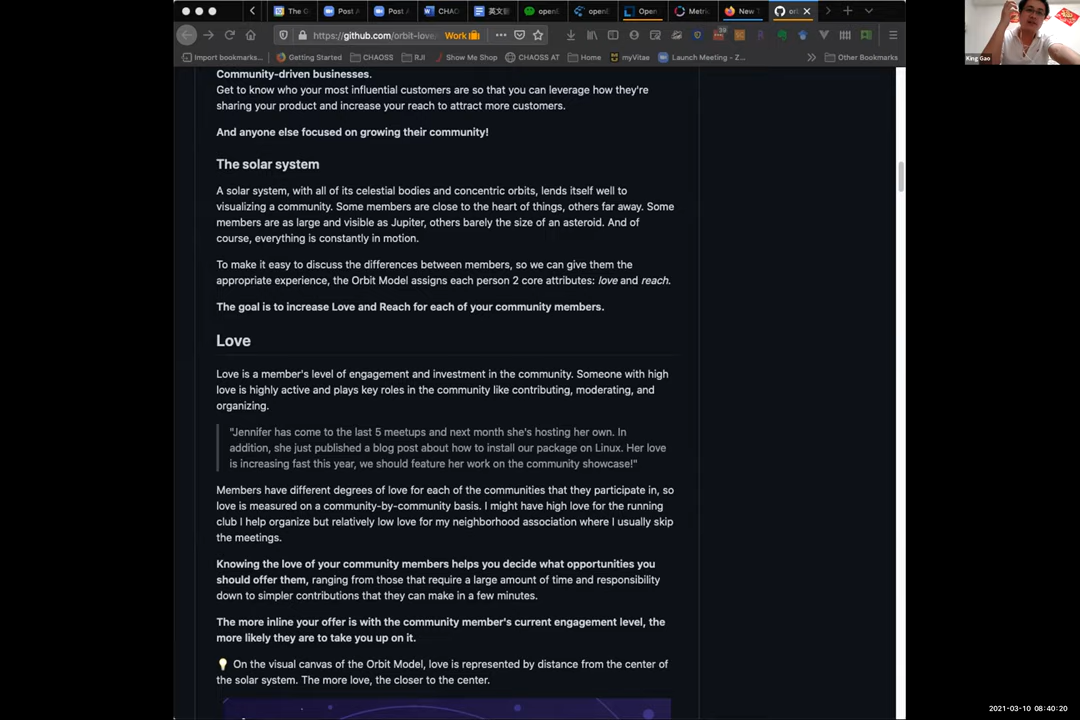 The G
Post A
Post A
CHAO
英文
openE
openE
Open
Metric
New T
orbi
https://github.com/orbit-love
Work
39
Import bookmarks...
Getting Started
CHAOSS
RJI
Show Me Shop
CHAOSS AT
Home
myVitae
Launch Meeting - Z...
Other Bookmarks
Community-driven businesses.
Get to know who your most influential customers are so that you can leverage how they're
sharing your product and increase your reach to attract more customers.
And anyone else focused on growing their community!
The solar system
A solar system, with all of its celestial bodies and concentric orbits, lends itself well to
visualizing a community. Some members are close to the heart of things, others far away. Some
members are as large and visible as Jupiter, others barely the size of an asteroid. And of
course, everything is constantly in motion.
To make it easy to discuss the differences between members, so we can give them the
appropriate experience, the Orbit Model assigns each person 2 core attributes: love and reach.
The goal is to increase Love and Reach for each of your community members.
Love
Love is a member's level of engagement and investment in the community. Someone with high
love is highly active and plays key roles in the community like contributing, moderating, and
organizing.
"Jennifer has come to the last 5 meetups and next month she's hosting her own. In
addition, she just published a blog post about how to install our package on Linux. Her love
is increasing fast this year, we should feature her work on the community showcase!"
Members have different degrees of love for each of the communities that they participate in, so
love is measured on a community-by-community basis. I might have high love for the running
club I help organize but relatively low love for my neighborhood association where I usually skip
the meetings.
Knowing the love of your community members helps you decide what opportunities you
should offer them, ranging from those that require a large amount of time and responsibility
down to simpler contributions that they can make in a few minutes.
The more inline your offer is with the community member's current engagement level, the
more likely they are to take you up on it.
💡 On the visual canvas of the Orbit Model, love is represented by distance from the center of
the solar system. The more love, the closer to the center.
King Gao
2021-03-10 08:40:20